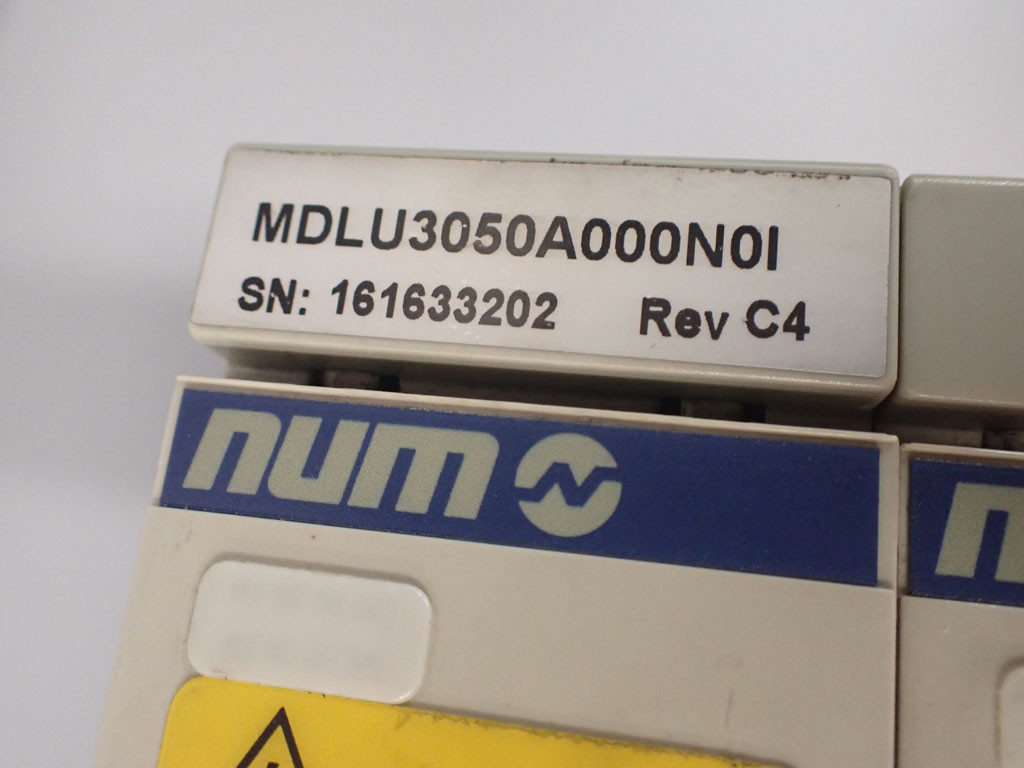 MDLU3050A000N0I
SN: 161633202 Rev C4
num
n